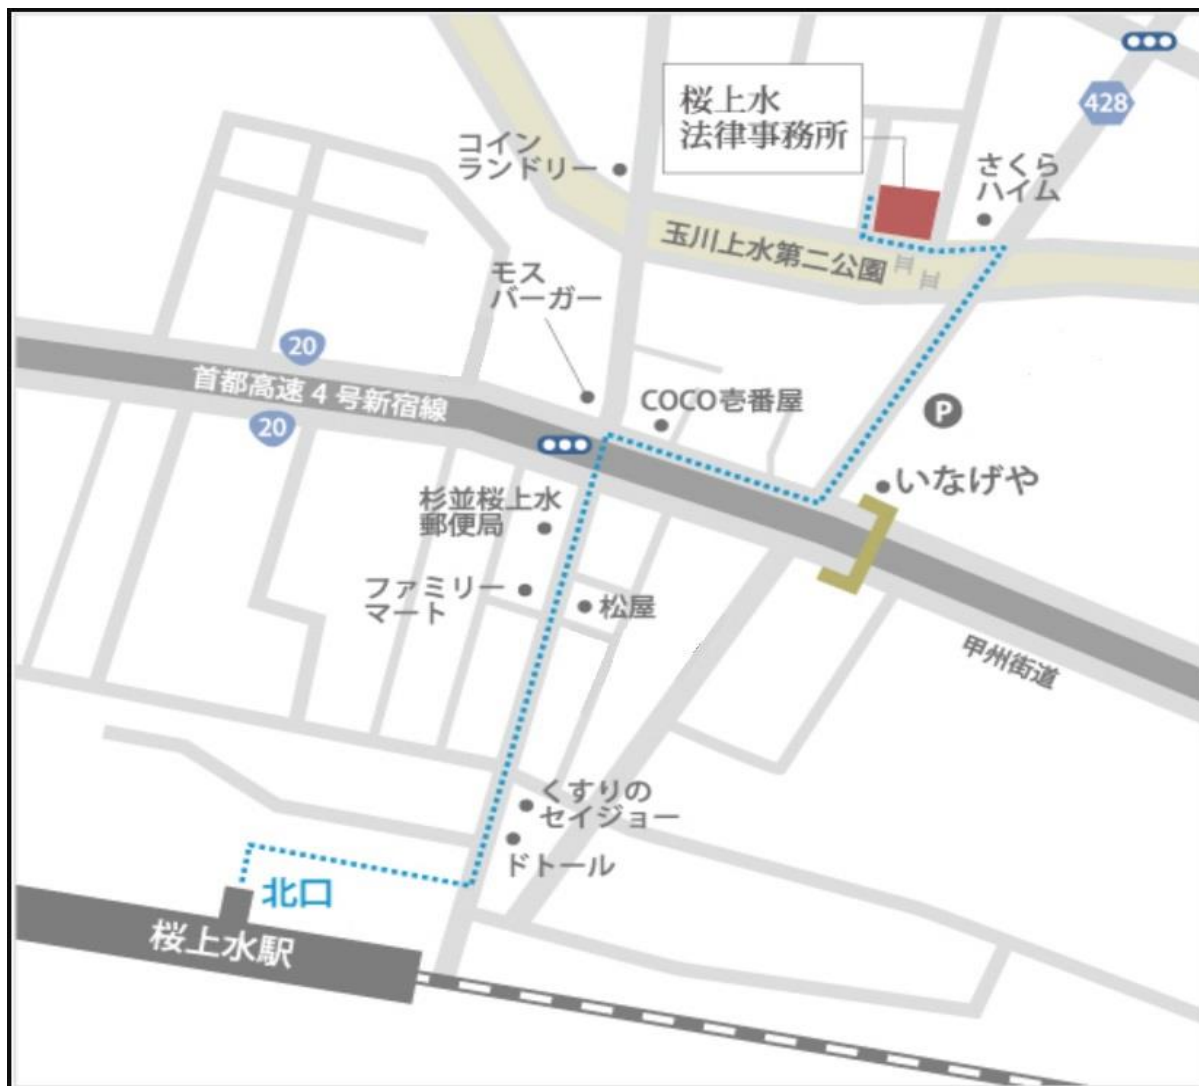 428
桜上水
法律事務所
コイン
ランドリー
さくら
ハイム
玉川上水第二公園
モス
バーガー
20
首都高速4号新宿線
20
COCO壱番屋
P
いなげや
杉並桜上水
郵便局
ファミリー
マート
松屋
甲州街道
くすりの
セイジョー
ドトール
北口
桜上水駅